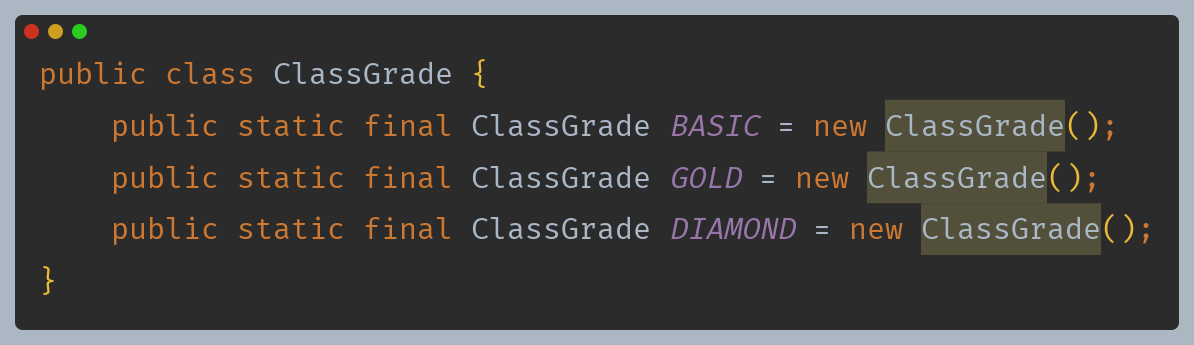 public class ClassGrade {
    public static final ClassGrade BASIC = new ClassGrade();
    public static final ClassGrade GOLD = new ClassGrade();
    public static final ClassGrade DIAMOND = new ClassGrade();
}